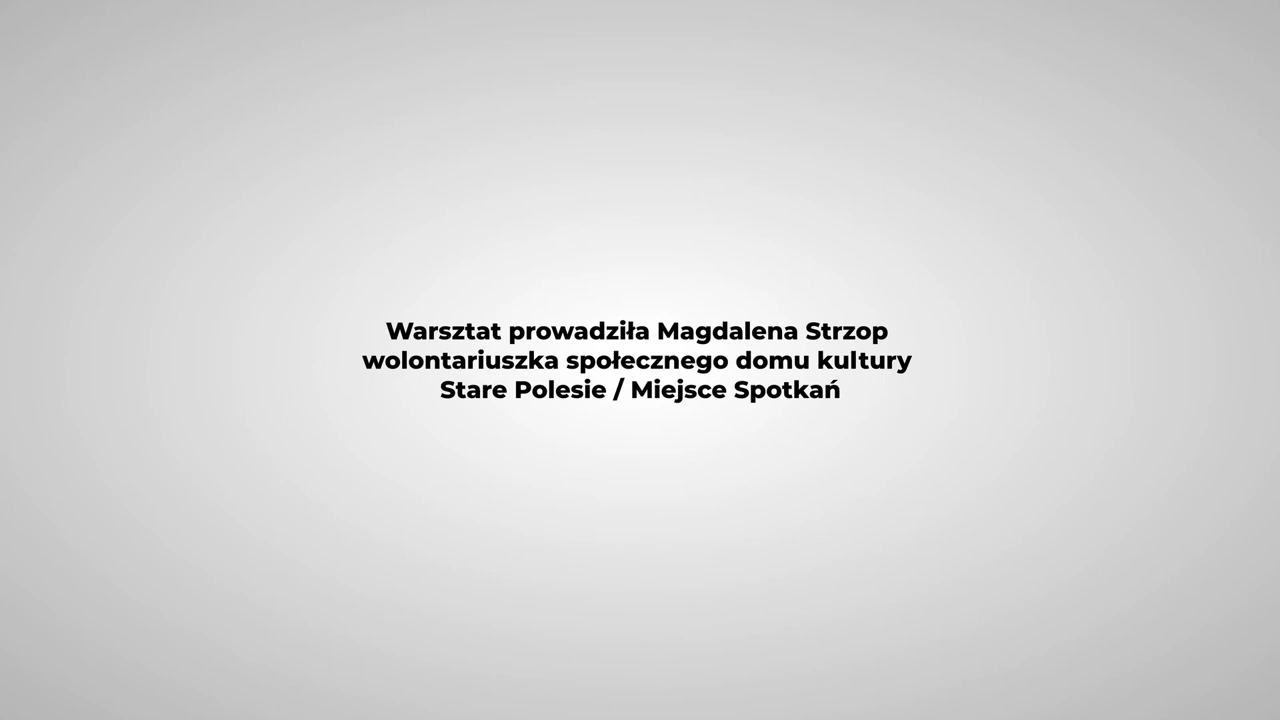 Warsztat prowadziła Magdalena Strzop
wolontariuszka społecznego domu kultury
Stare Polesie / Miejsce Spotkań